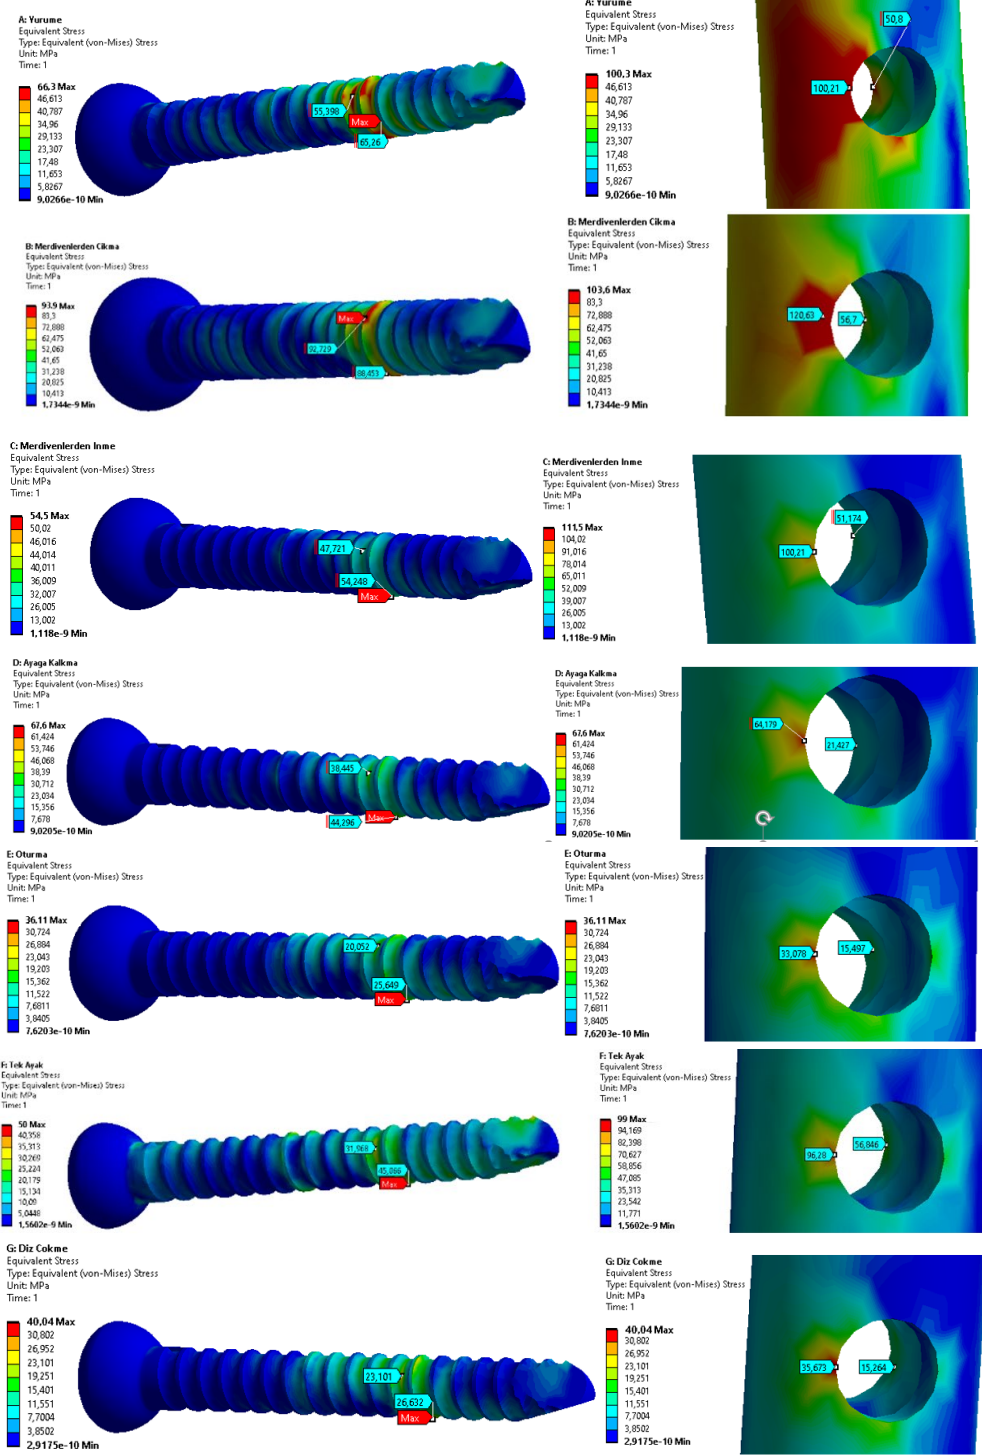 A: Yurume
Equivalent Stress
Type: Equivalent (von-Mises) Stress
Unit: MPa
Time: 1
66,3 Max
46,613
40,787
34,96
29,133
23,307
17,48
11,653
5,8267
9,0266e-10 Min
55,398
Max
65,26
A: Yurume
Equivalent Stress
Type: Equivalent (von-Mises) Stress
Unit: MPa
Time: 1
100,3 Max
46,613
40,787
34,96
29,133
23,307
17,48
11,653
5,8267
9,0266e-10 Min
50,8
100,21
B: Merdivenlerden Cikma
Equivalent Stress
Type: Equivalent (von-Mises) Stress
Unit: MPa
Time: 1
93,9 Max
83,3
72,888
62,475
52,063
41,65
31,238
20,825
10,413
1,7344e-9 Min
Max
92,729
88,453
B: Merdivenlerden Cikma
Equivalent Stress
Type: Equivalent (von-Mises) Stress
Unit: MPa
Time: 1
103,6 Max
83,3
72,888
62,475
52,063
41,65
31,238
20,825
10,413
1,7344e-9 Min
120,63
56,7
C: Merdivenlerden Inme
Equivalent Stress
Type: Equivalent (von-Mises) Stress
Unit: MPa
Time: 1
54,5 Max
50,02
46,016
44,014
40,011
36,009
32,007
26,005
13,002
1,118e-9 Min
47,721
54,248
Max
C: Merdivenlerden Inme
Equivalent Stress
Type: Equivalent (von-Mises) Stress
Unit: MPa
Time: 1
111,5 Max
104,02
91,016
78,014
65,011
52,009
39,007
26,005
13,002
1,118e-9 Min
51,174
100,21
D: Ayaga Kalkma
Equivalent Stress
Type: Equivalent (von-Mises) Stress
Unit: MPa
Time: 1
67,6 Max
61,424
53,746
46,068
38,39
30,712
23,034
15,356
7,678
9,0205e-10 Min
38,445
44,296
Max
D: Ayaga Kalkma
Equivalent Stress
Type: Equivalent (von-Mises) Stress
Unit: MPa
Time: 1
67,6 Max
61,424
53,746
46,068
38,39
30,712
23,034
15,356
7,678
9,0205e-10 Min
64,179
21,427
E: Oturma
Equivalent Stress
Type: Equivalent (von-Mises) Stress
Unit: MPa
Time: 1
36,11 Max
30,724
26,884
23,043
19,203
15,362
11,522
7,6811
3,8405
7,6203e-10 Min
20,052
25,649
Max
E: Oturma
Equivalent Stress
Type: Equivalent (von-Mises) Stress
Unit: MPa
Time: 1
36,11 Max
30,724
26,884
23,043
19,203
15,362
11,522
7,6811
3,8405
7,6203e-10 Min
33,078
15,497
F: Tek Ayak
Equivalent Stress
Type: Equivalent (von-Mises) Stress
Unit: MPa
Time: 1
50 Max
40,358
35,313
30,269
25,224
20,179
15,134
10,09
5,0448
1,5602e-9 Min
31,968
45,086
Max
F: Tek Ayak
Equivalent Stress
Type: Equivalent (von-Mises) Stress
Unit: MPa
Time: 1
99 Max
94,169
82,398
70,627
58,856
47,085
35,313
23,542
11,771
1,5602e-9 Min
56,846
96,28
G: Diz Cokme
Equivalent Stress
Type: Equivalent (von-Mises) Stress
Unit: MPa
Time: 1
40,04 Max
30,802
26,952
23,101
19,251
15,401
11,551
7,7004
3,8502
2,9175e-10 Min
23,101
26,632
Max
G: Diz Cokme
Equivalent Stress
Type: Equivalent (von-Mises) Stress
Unit: MPa
Time: 1
40,04 Max
30,802
26,952
23,101
19,251
15,401
11,551
7,7004
3,8502
2,9175e-10 Min
35,673
15,264